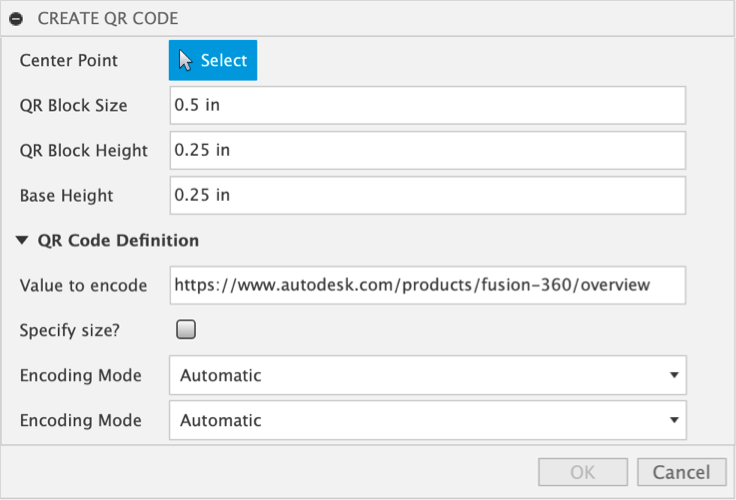 CREATE QR CODE
Center Point Select
QR Block Size 0.5 in
QR Block Height 0.25 in
Base Height 0.25 in
QR Code Definition
Value to encode https://www.autodesk.com/products/fusion-360/overview
Specify size?
Encoding Mode Automatic
Encoding Mode Automatic
OK Cancel